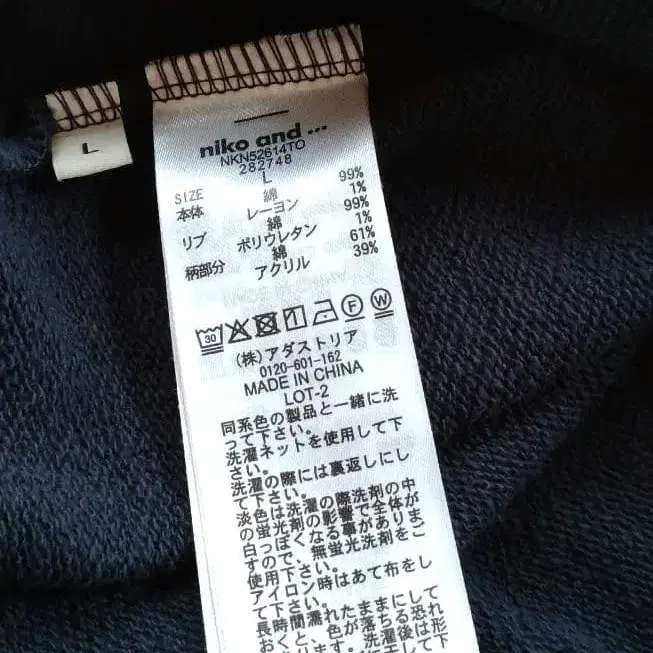 L
niko and ...
NKN52614TO
282748
SIZE L
本体 綿 99%
レーヨン 1%
リブ 綿 99%
ポリウレタン 1%
柄部分 綿 61%
アクリル 39%
30 F W
(株)アダストリア
0120-601-162
MADE IN CHINA
LOT-2
同系色の製品と一緒に洗
って下さい。
洗濯ネットを使用して下
さい。
洗濯の際には裏返しにし
て下さい。
淡色は洗濯の際洗剤の中
の蛍光剤の影響で全体が
白っぽくなる事がありま
すので、無蛍光洗剤をご
使用下さい。
アイロン時はあて布をし
て下さい。
長時間濡れたままにして
おくと、色が落ちる恐れ
があります。洗濯後は形